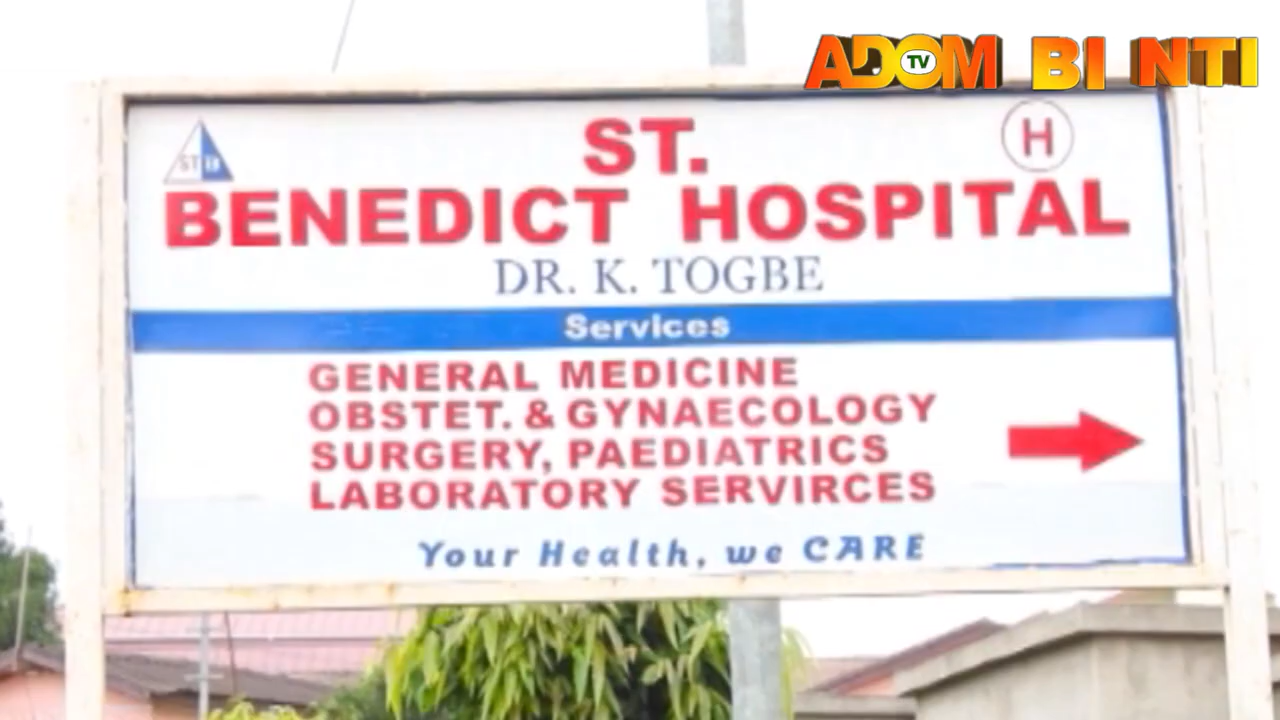 ADOM TV BI NTI
ST B
H
ST.
BENEDICT HOSPITAL
DR. K. TOGBE
Services
GENERAL MEDICINE
OBSTET. & GYNAECOLOGY
SURGERY, PAEDIATRICS
LABORATORY SERVIRCES
Your Health, we CARE